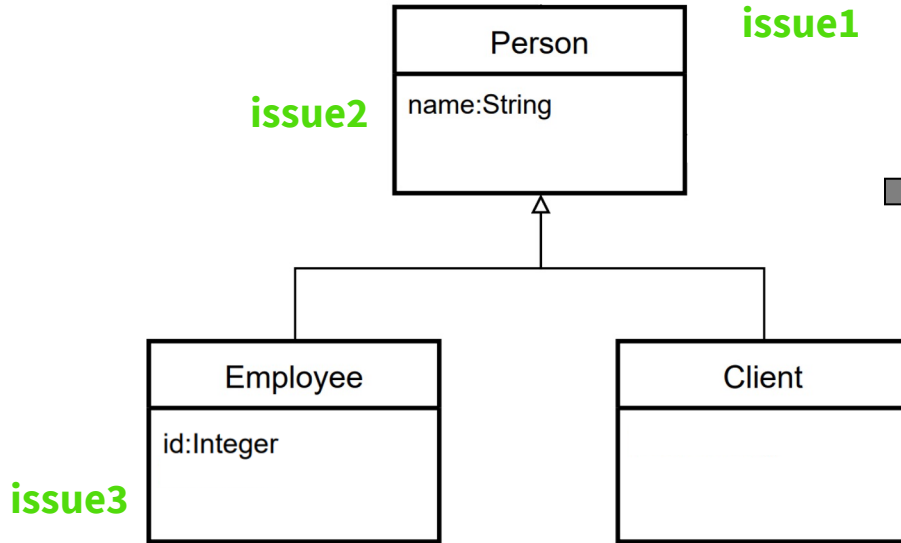 issue1
Person
issue2
name:String
Employee
Client
id:Integer
issue3